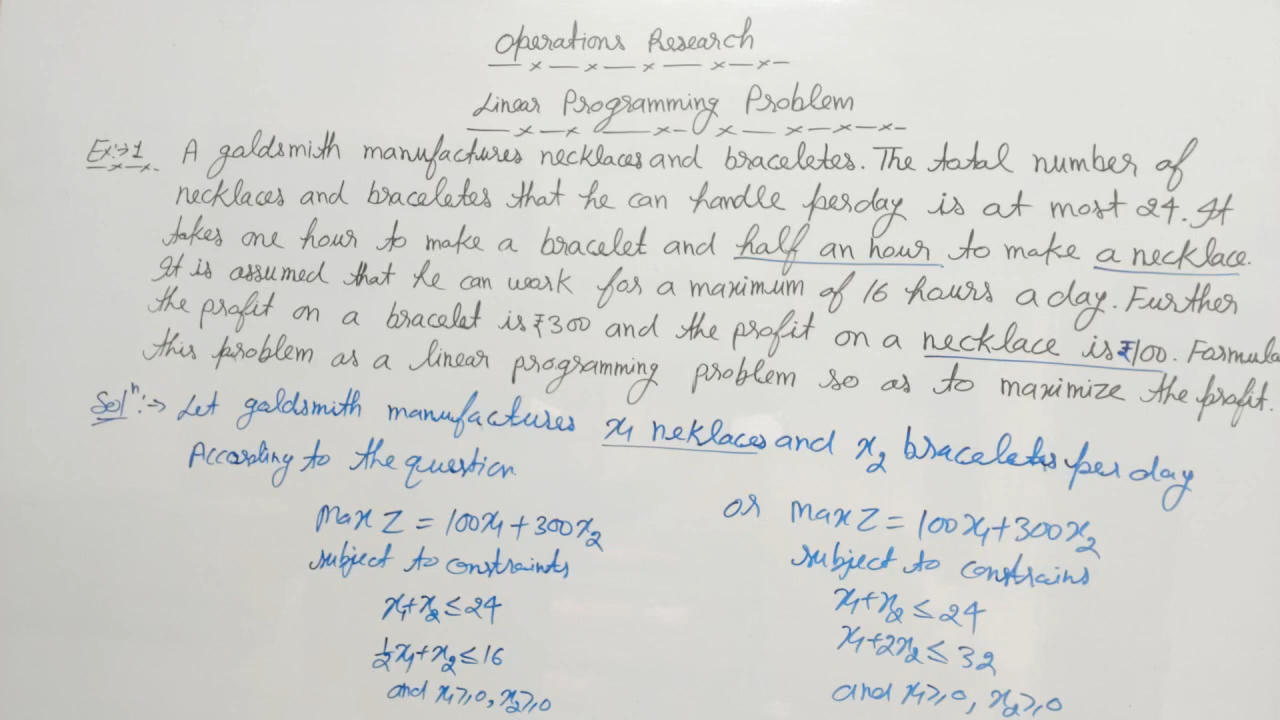 Operations Research
Linear Programming Problem
Ex:→1 A goldsmith manufactures necklaces and braceletes. The total number of
necklaces and braceletes that he can handle per day is at most 24. It
takes one hour to make a bracelet and half an hour to make a necklace.
It is assumed that he can work for a maximum of 16 hours a day. Further
the profit on a bracelet is ₹300 and the profit on a necklace is ₹100. Formula
this problem as a linear programming problem so as to maximize the profit.
Solⁿ:→ Let goldsmith manufactures x₁ neklaces and x₂ braceletes per day
According to the question
Max Z = 100x₁ + 300x₂
subject to constraints
x₁+x₂ ≤ 24
½x₁+x₂ ≤ 16
and x₁≥0, x₂≥0
or Max Z = 100x₁+300x₂
subject to constrains
x₁+x₂ ≤ 24
x₁+2x₂ ≤ 32
and x₁≥0, x₂≥0